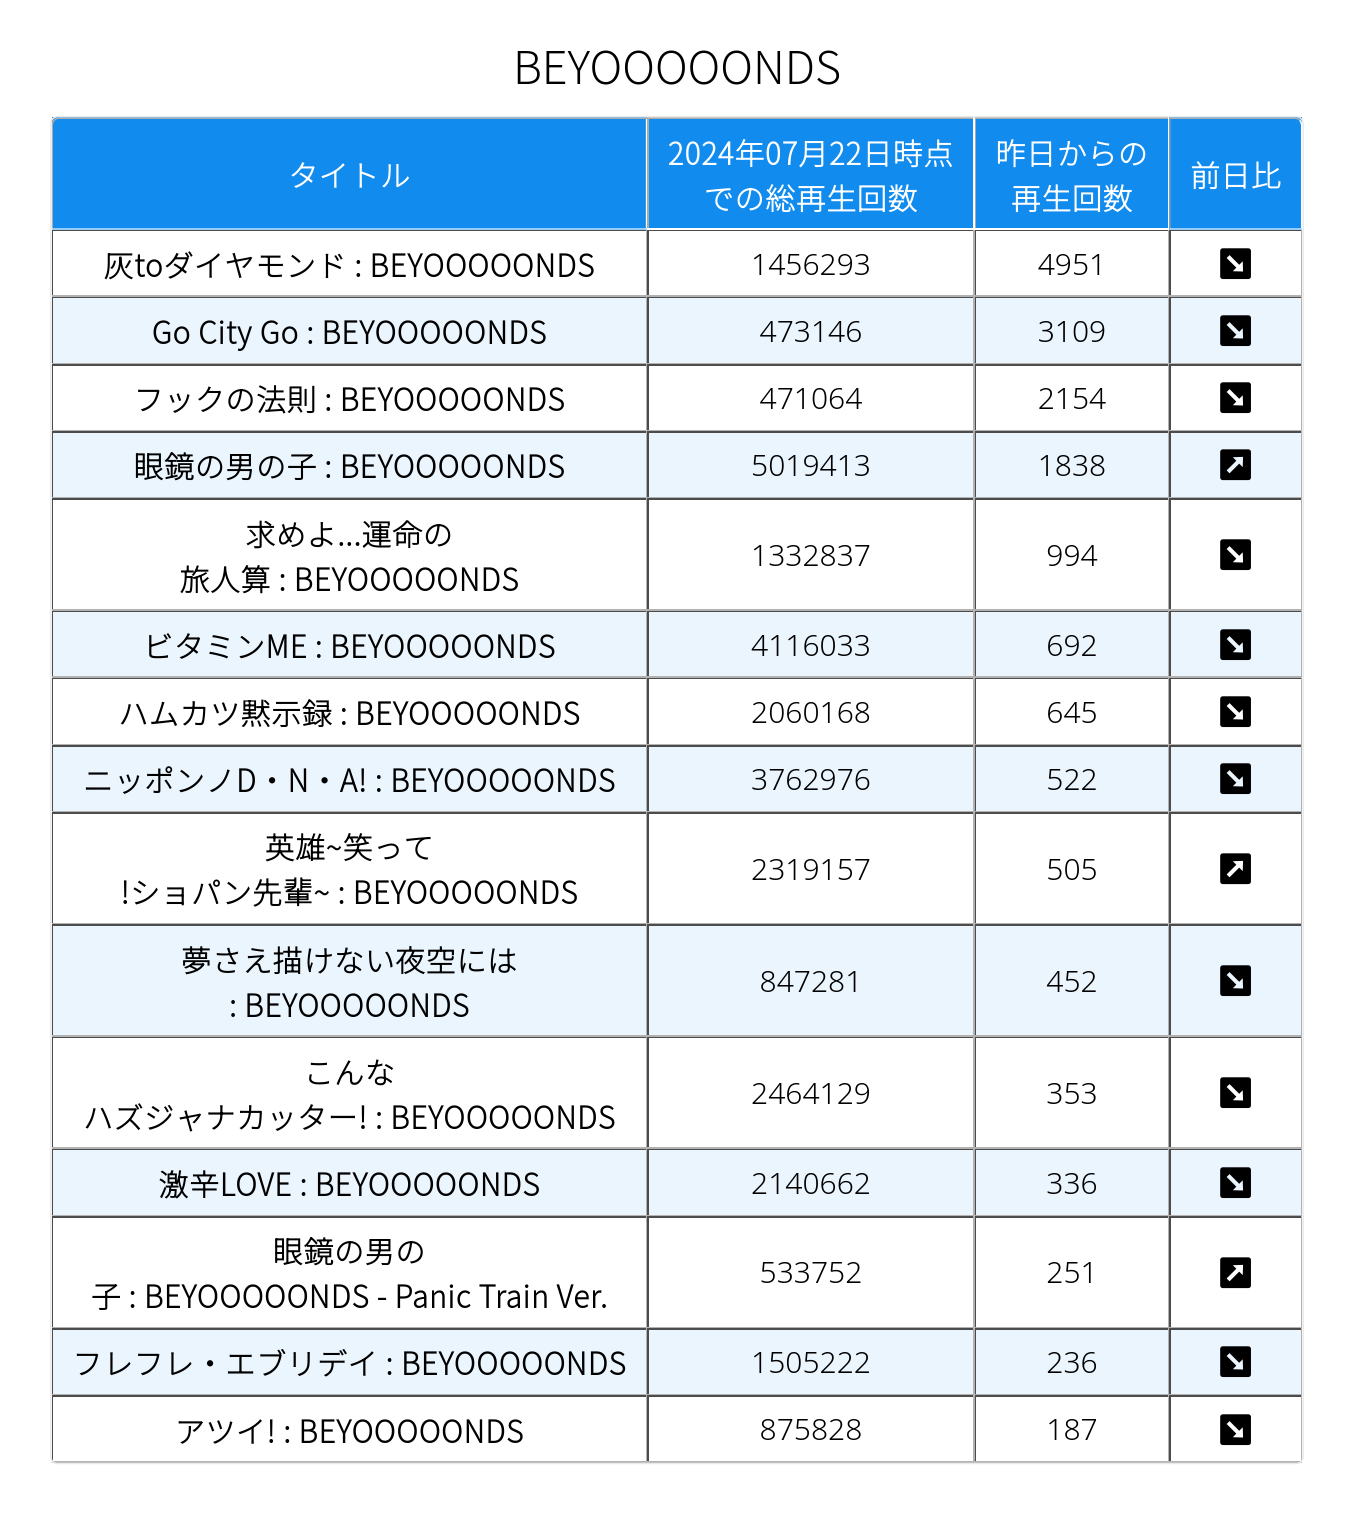 BEYOOOOONDS
タイトル
2024年07月22日時点
での総再生回数
昨日からの
再生回数
前日比
灰toダイヤモンド : BEYOOOOONDS 1456293 4951
Go City Go : BEYOOOOONDS 473146 3109
フックの法則 : BEYOOOOONDS 471064 2154
眼鏡の男の子 : BEYOOOOONDS 5019413 1838
求めよ...運命の
旅人算 : BEYOOOOONDS 1332837 994
ビタミンME : BEYOOOOONDS 4116033 692
ハムカツ黙示録 : BEYOOOOONDS 2060168 645
ニッポンノD・N・A! : BEYOOOOONDS 3762976 522
英雄~笑って
!ショパン先輩~ : BEYOOOOONDS 2319157 505
夢さえ描けない夜空には
: BEYOOOOONDS 847281 452
こんな
ハズジャナカッター! : BEYOOOOONDS 2464129 353
激辛LOVE : BEYOOOOONDS 2140662 336
眼鏡の男の
子 : BEYOOOOONDS - Panic Train Ver. 533752 251
フレフレ・エブリデイ : BEYOOOOONDS 1505222 236
アツイ! : BEYOOOOONDS 875828 187